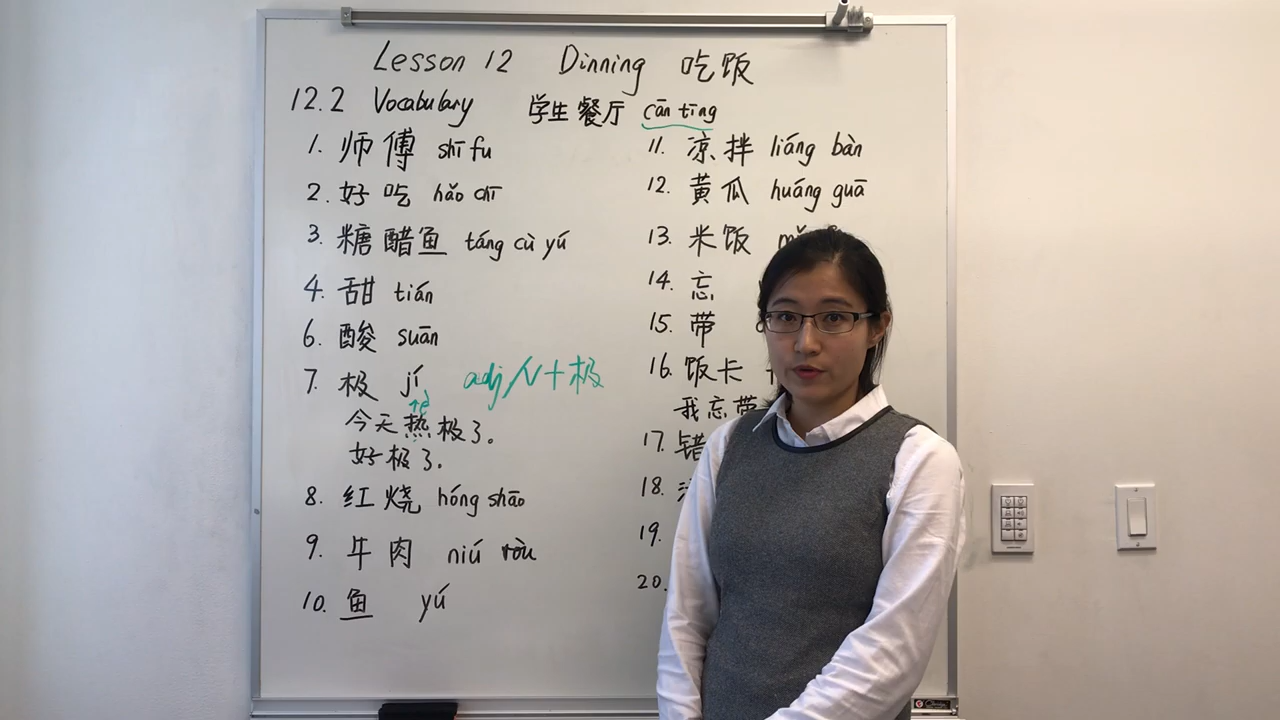 Lesson 12 Dinning 吃饭
12.2 Vocabulary 学生餐厅 cān tīng
1. 师傅 shī fu
2. 好吃 hǎo chī
3. 糖醋鱼 táng cù yú
4. 甜 tián
6. 酸 suān
7. 极 jí adj/V+极
今天热极了。
好极了.
8. 红烧 hóng shāo
9. 牛肉 niú ròu
10. 鱼 yú
11. 凉拌 liáng bàn
12. 黄瓜 huáng guā
13. 米饭
14. 忘
15. 带
16. 饭卡
我忘带
17. 错
18.
19.
20.